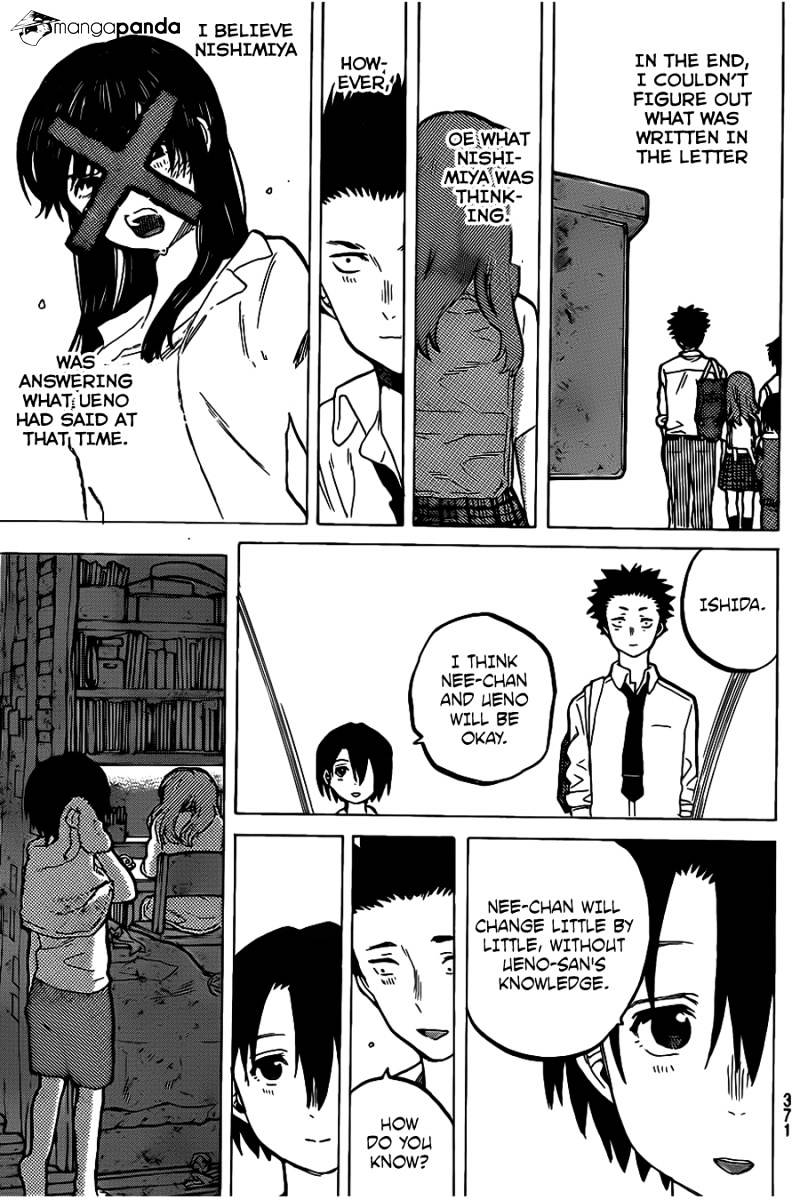 mangapanda
IN THE END,
I COULDN'T
FIGURE OUT
WHAT WAS
WRITTEN IN
THE LETTER
OE WHAT
NISHI-
MIYA WAS
THINK-
ING.
HOW-
EVER,
I BELIEVE
NISHIMIYA
WAS
ANSWERING
WHAT UENO
HAD SAID AT
THAT TIME.
ISHIDA.
I THINK
NEE-CHAN
AND UENO
WILL BE
OKAY.
NEE-CHAN WILL
CHANGE LITTLE BY
LITTLE, WITHOUT
UENO-SAN'S
KNOWLEDGE.
HOW
DO YOU
KNOW?
371